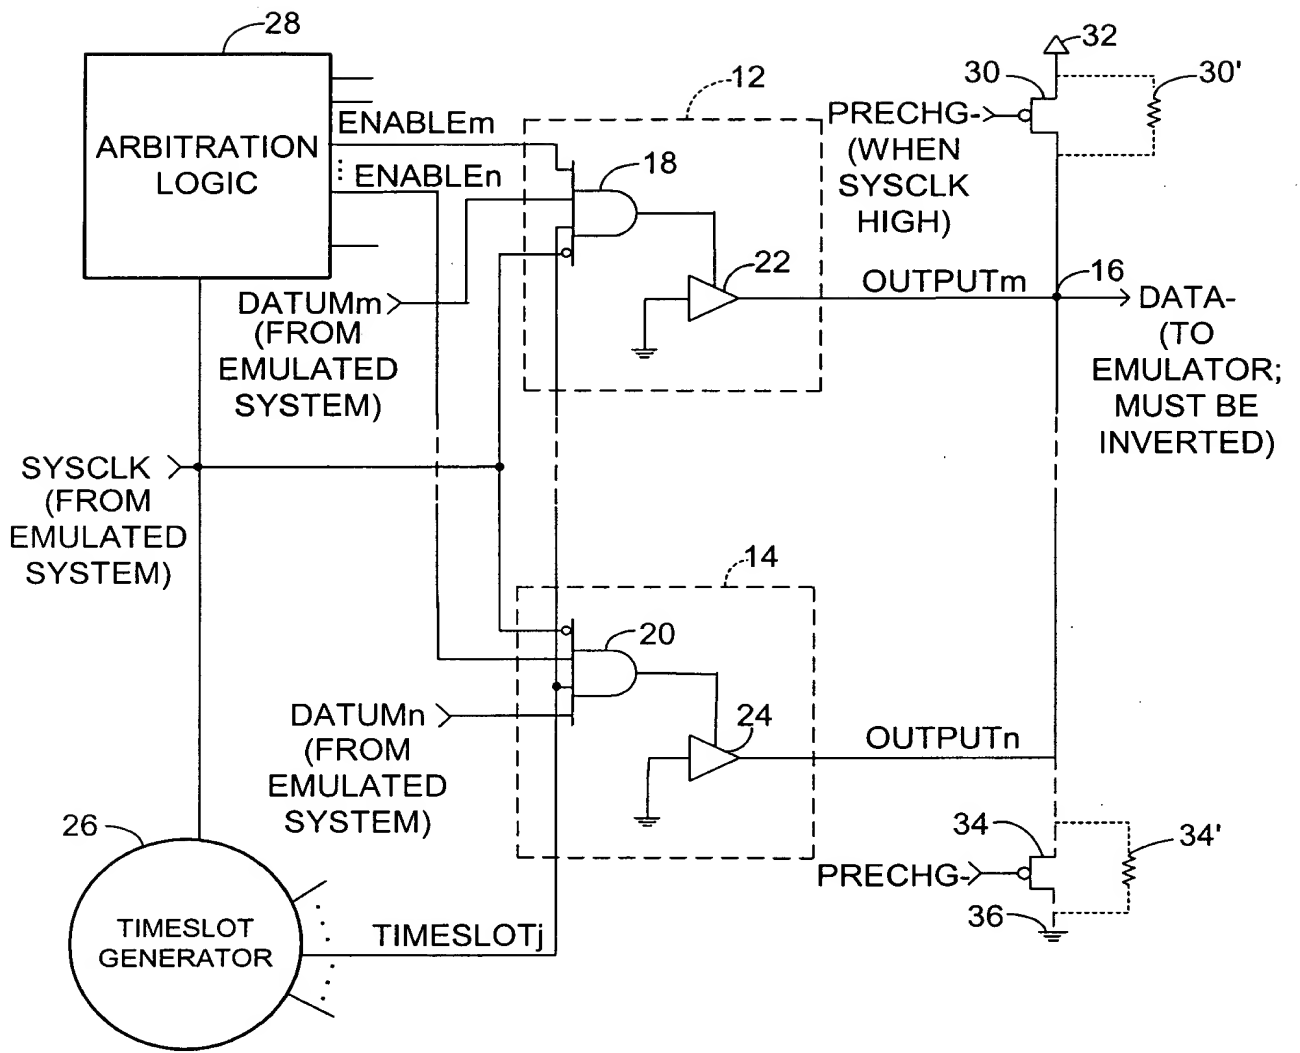 28
ARBITRATION
LOGIC
ENABLEm
ENABLEn
12
18
22
OUTPUTm
32
30
30'
PRECHG-
(WHEN
SYSCLK
HIGH)
16
DATA-
(TO
EMULATOR;
MUST BE
INVERTED)
DATUMm
(FROM
EMULATED
SYSTEM)
SYSCLK
(FROM
EMULATED
SYSTEM)
14
20
24
DATUMn
(FROM
EMULATED
SYSTEM)
OUTPUTn
34
34'
PRECHG-
36
26
TIMESLOT
GENERATOR
TIMESLOTj